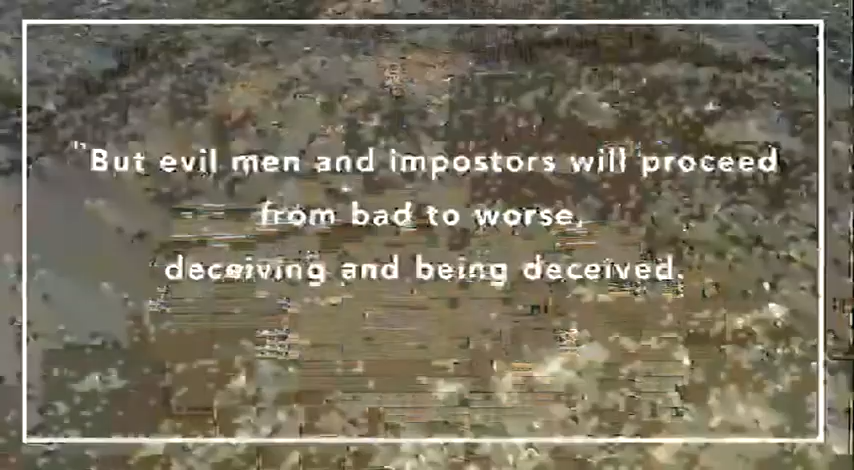 "But evil men and impostors will proceed
from bad to worse,
deceiving and being deceived.